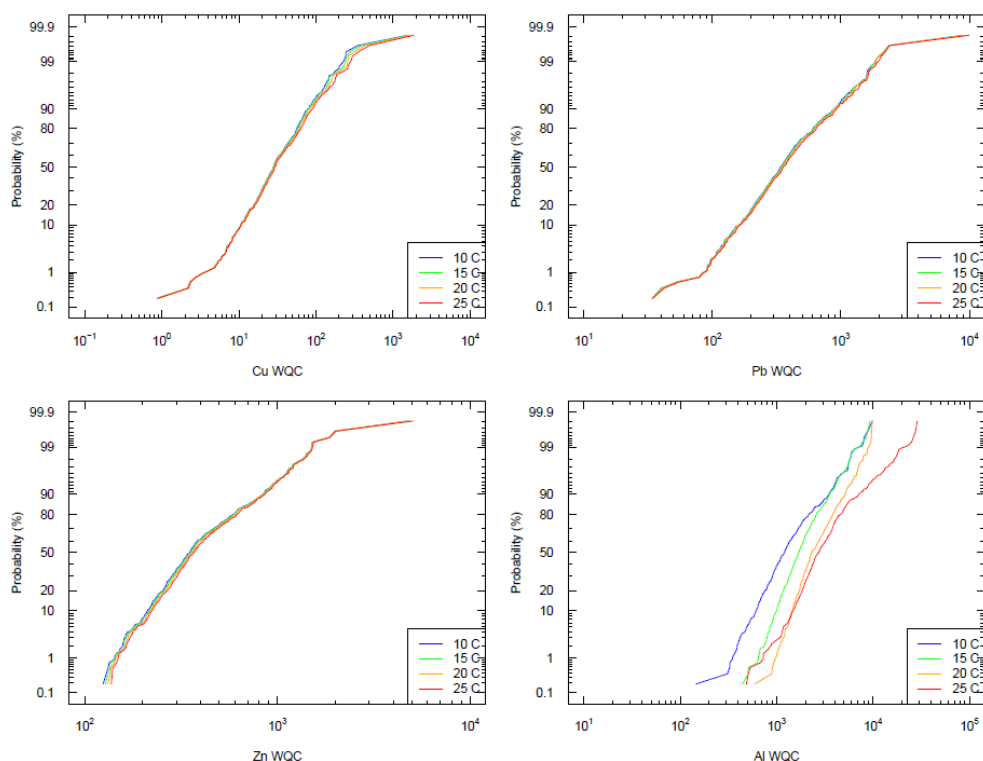 99.9
99
90
80
50
20
10
1
0.1
Probability (%)
10 C
15 C
20 C
25 C
10⁻¹ 10⁰ 10¹ 10² 10³ 10⁴
Cu WQC
99.9
99
90
80
50
20
10
1
0.1
Probability (%)
10 C
15 C
20 C
25 C
10¹ 10² 10³ 10⁴
Pb WQC
99.9
99
90
80
50
20
10
1
0.1
Probability (%)
10 C
15 C
20 C
25 C
10² 10³ 10⁴
Zn WQC
99.9
99
90
80
50
20
10
1
0.1
Probability (%)
10 C
15 C
20 C
25 C
10¹ 10² 10³ 10⁴ 10⁵
Al WQC